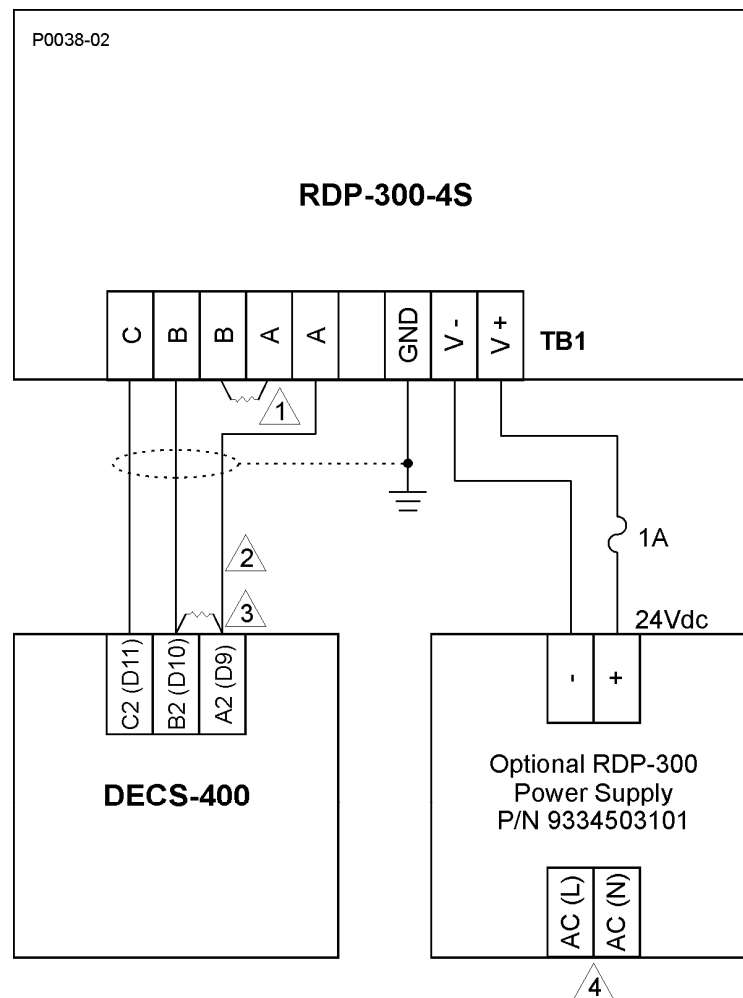 P0038-02
RDP-300-4S
C
B
B
A
A
GND
V -
V +
TB1
1
2
1A
3
24Vdc
C2 (D11)
B2 (D10)
A2 (D9)
-
+
DECS-400
Optional RDP-300
Power Supply
P/N 9334503101
AC (L)
AC (N)
4